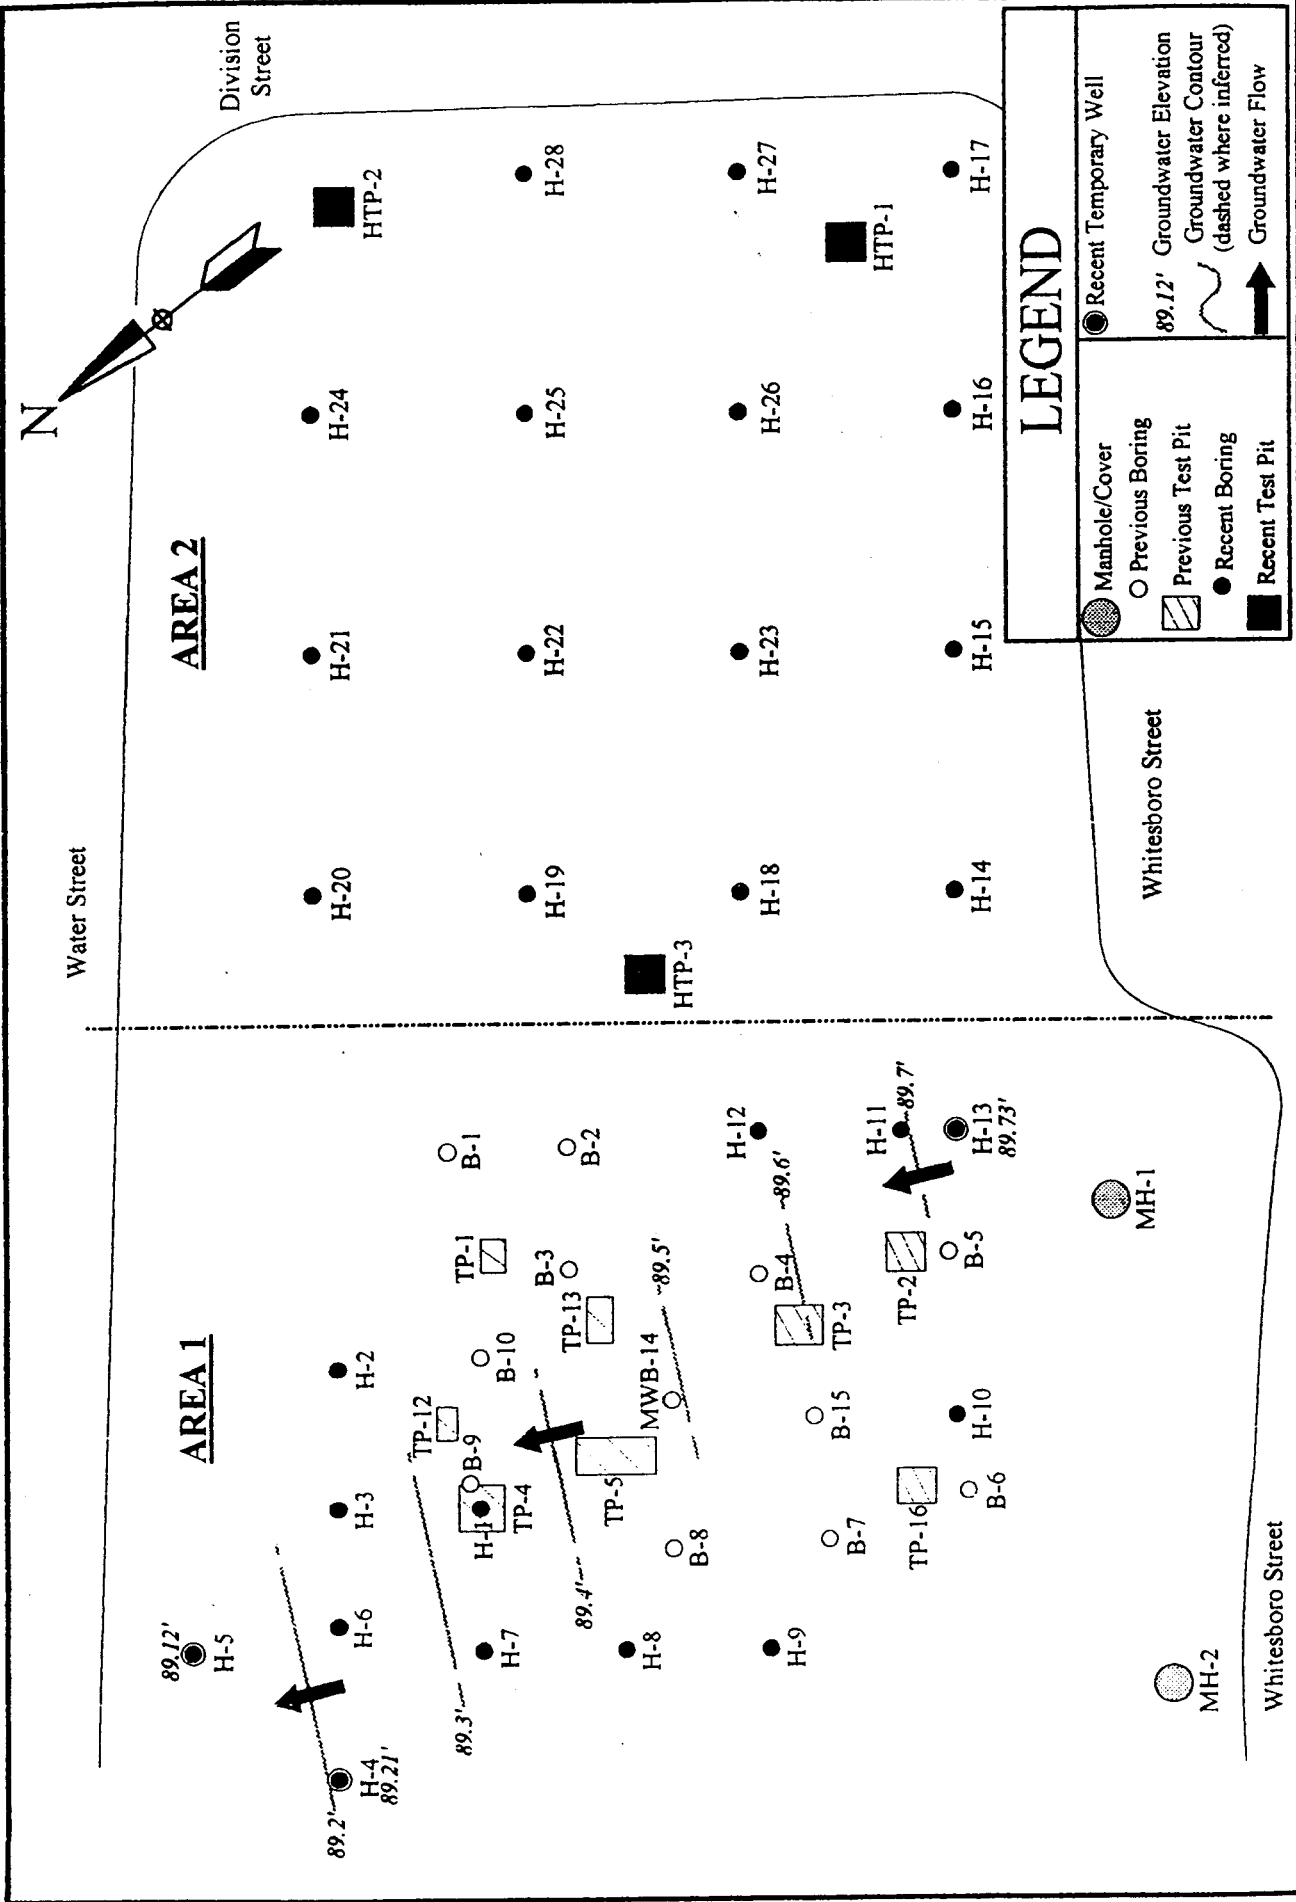 N
Water Street
Division
Street
AREA 1
AREA 2
89.12'
H-5
89.2'
H-4
89.21'
H-6
H-3
H-2
H-20
H-21
H-24
HTP-2
89.3'
H-7
H-1
TP-4
B-9
TP-12
B-10
TP-1
B-1
89.4'
H-8
TP-5
TP-13
B-3
B-2
H-19
H-22
H-25
H-28
B-8
MWB-14
89.5'
HTP-3
H-9
B-7
B-15
TP-3
B-4
89.6'
H-12
H-18
H-23
H-26
H-27
HTP-1
TP-16
B-6
H-10
TP-2
B-5
H-11
89.7'
H-13
89.73'
H-14
H-15
H-16
H-17
MH-2
MH-1
Whitesboro Street
Whitesboro Street
LEGEND
Manhole/Cover
Previous Boring
Previous Test Pit
Recent Boring
Recent Test Pit
Recent Temporary Well
89.12' Groundwater Elevation
Groundwater Contour
(dashed where inferred)
Groundwater Flow